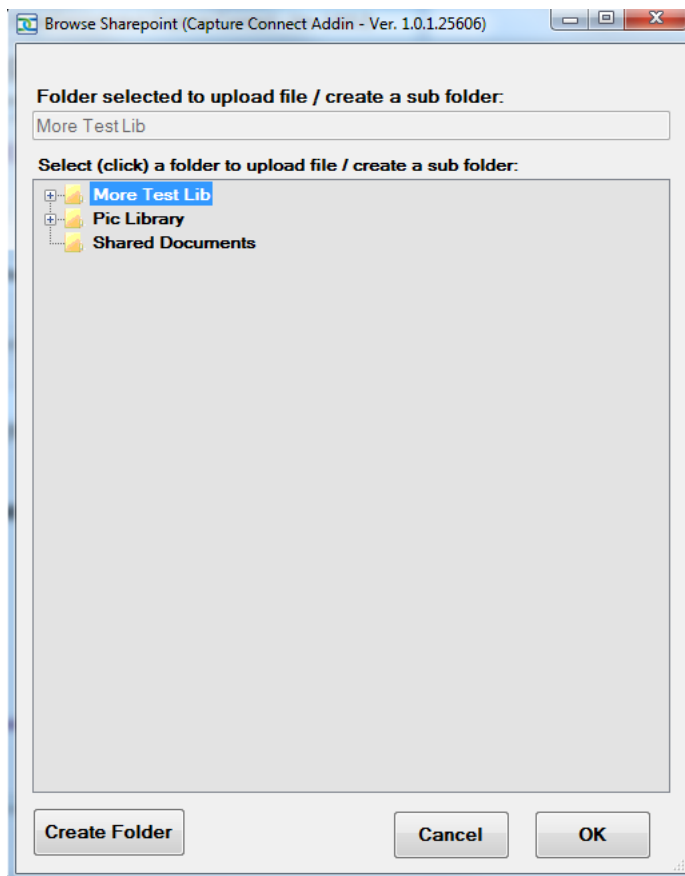 Browse Sharepoint (Capture Connect Addin - Ver. 1.0.1.25606)
Folder selected to upload file / create a sub folder:
More Test Lib
Select (click) a folder to upload file / create a sub folder:
More Test Lib
Pic Library
Shared Documents
Create Folder Cancel OK